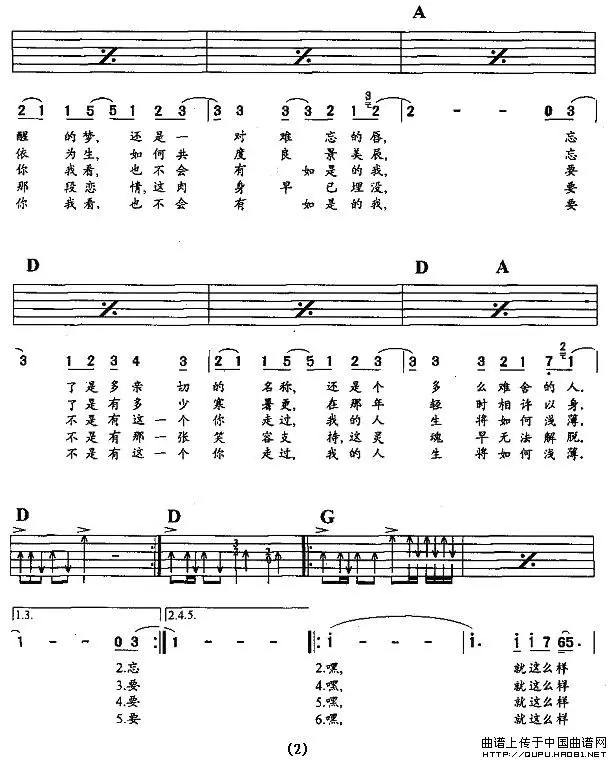 A
2 1 1 5 5 1 2 3 3 3 3 3 2 1 2 3 2 2 - - 0 3
醒 的梦, 还是一 对 难 忘的唇, 忘
依 为生, 如何共 度 良 景美辰, 忘
你 我看, 也不会 有 如是的我, 要
那 段恋 情,这肉 身 早 已埋没, 要
你 我看, 也不会 有 如是的我, 要
D D A
3 1 2 3 4 3 2 1 1 5 5 1 2 3 3 3 3 2 1 7 2 1
了是多亲 切 的 名称, 还是个 多 么 难舍的人.
了是有多 少 寒 暑更, 在那年 轻 时 相许以身,
不是有这一个 你 走过, 我的人 生 将 如何浅薄.
不是有那一张 笑 容支 持,这灵 魂 早 无法解脱.
不是有这一个 你 走过, 我的人 生 将 如何浅薄.
D D G
3 2 2 0
1.3. 2.4.5.
i - - 0 3 i - - - 2.嘿, i - - - i. i i 7 6 5.
2.忘 2.嘿, 就这么样
3.要 4.嘿, 就这么样
4.要 5.嘿, 就这么样
5.要 6.嘿, 就这么样
(2)
曲谱上传于中国曲谱网
HTTP://QUPU.HAO81.NET